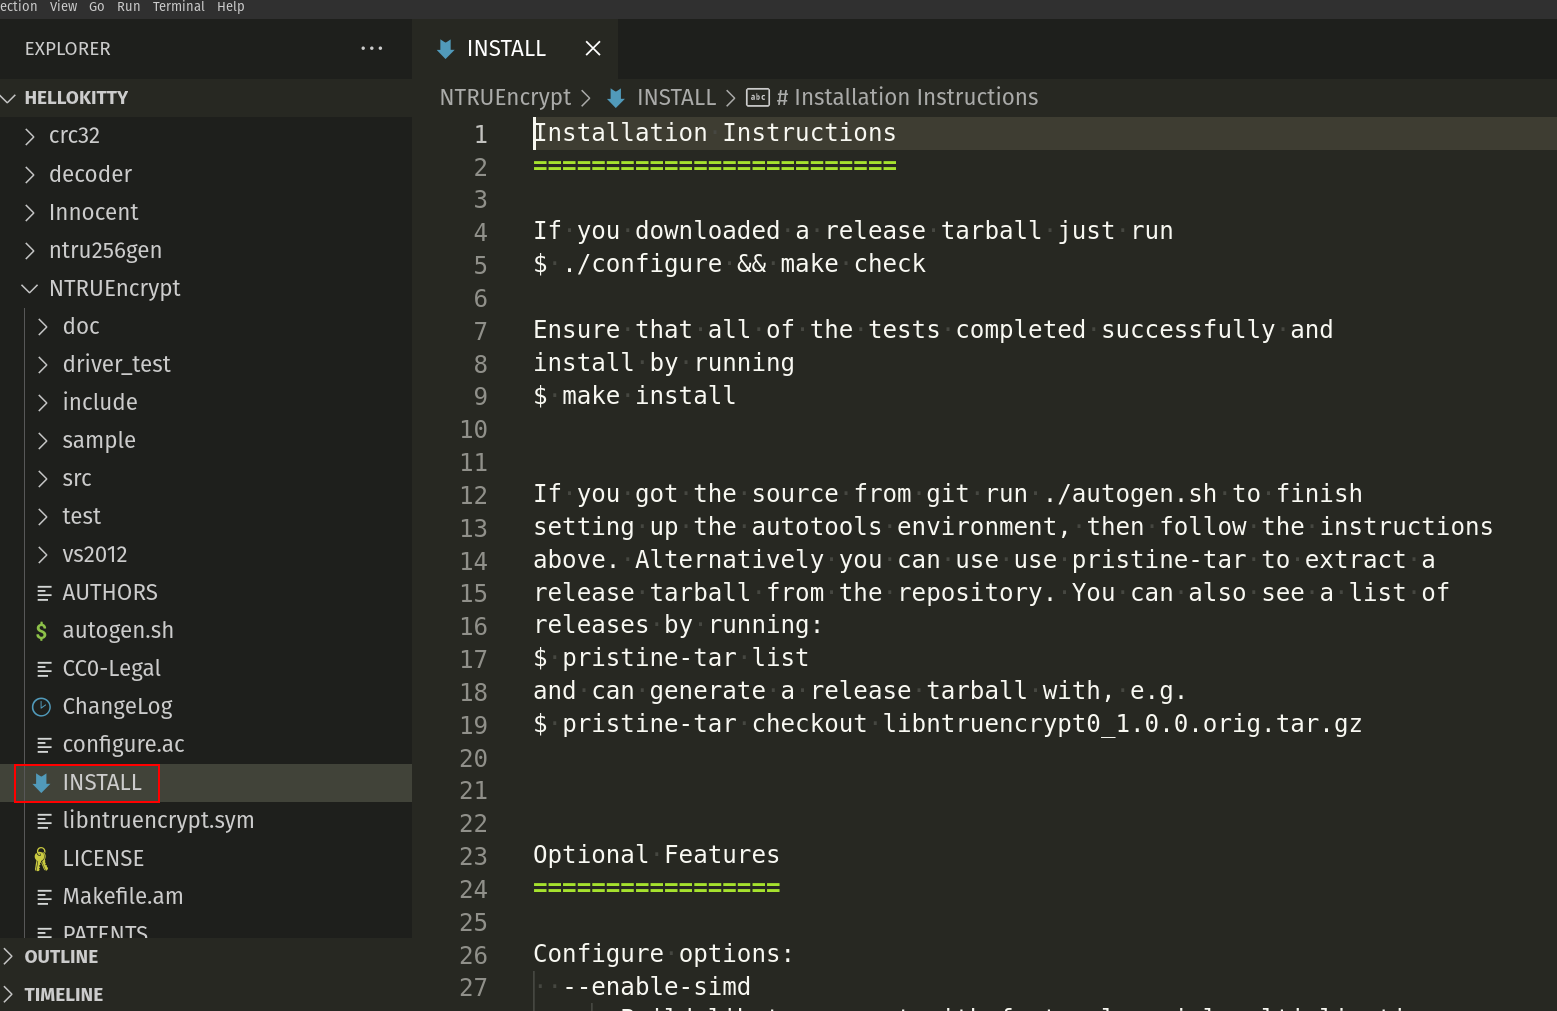 ection View Go Run Terminal Help
EXPLORER ...
INSTALL
HELLOKITTY
NTRUEncrypt > INSTALL > abc # Installation Instructions
crc32
decoder
Innocent
ntru256gen
NTRUEncrypt
doc
driver_test
include
sample
src
test
vs2012
AUTHORS
$ autogen.sh
CC0-Legal
ChangeLog
configure.ac
INSTALL
libntruencrypt.sym
LICENSE
Makefile.am
PATENTS
OUTLINE
TIMELINE
1 Installation Instructions
2 =========================
3
4 If you downloaded a release tarball just run
5 $ ./configure && make check
6
7 Ensure that all of the tests completed successfully and
8 install by running
9 $ make install
10
11
12 If you got the source from git run ./autogen.sh to finish
13 setting up the autotools environment, then follow the instructions
14 above. Alternatively you can use use pristine-tar to extract a
15 release tarball from the repository. You can also see a list of
16 releases by running:
17 $ pristine-tar list
18 and can generate a release tarball with, e.g.
19 $ pristine-tar checkout libntruencrypt0_1.0.0.orig.tar.gz
20
21
22
23 Optional Features
24 =================
25
26 Configure options:
27 --enable-simd